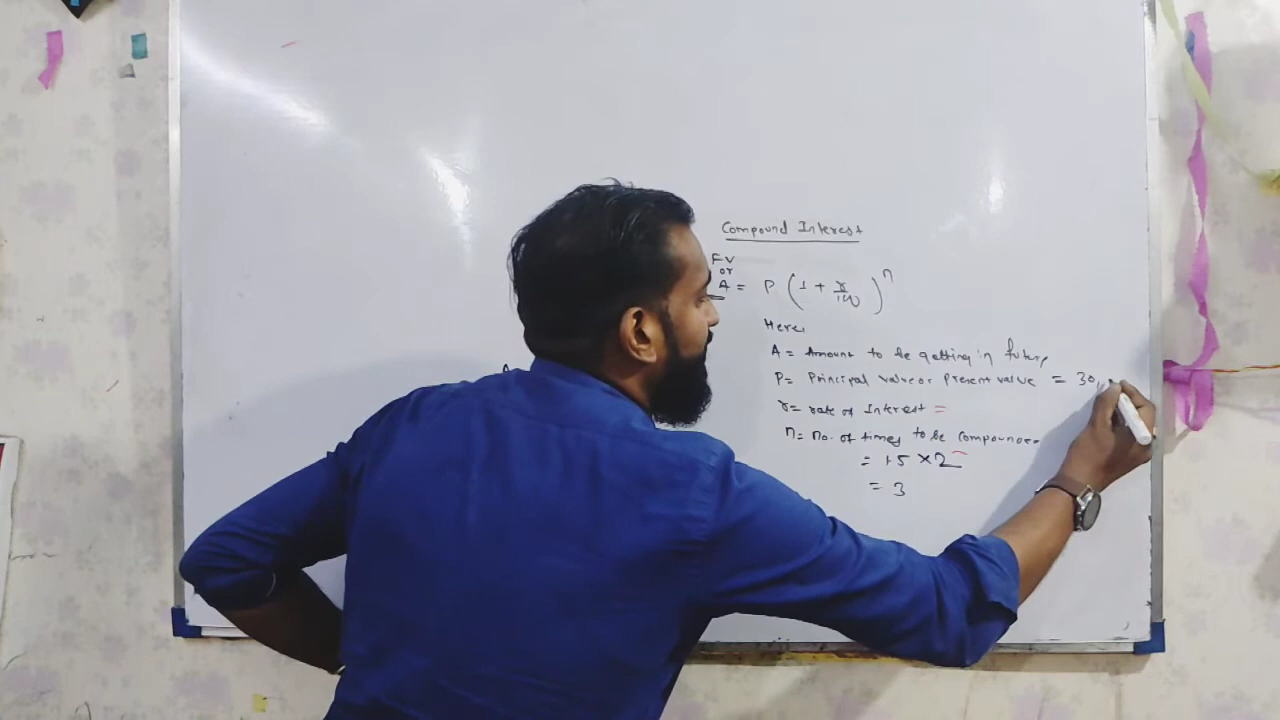 Compound Interest
FV
or
A = P (1 + r/100)^n
Here,
A = Amount to be getting in future
P = Principal value or Present value = 30,
r = rate of Interest =
n = no. of times to be compounded
= 1.5 × 2
= 3